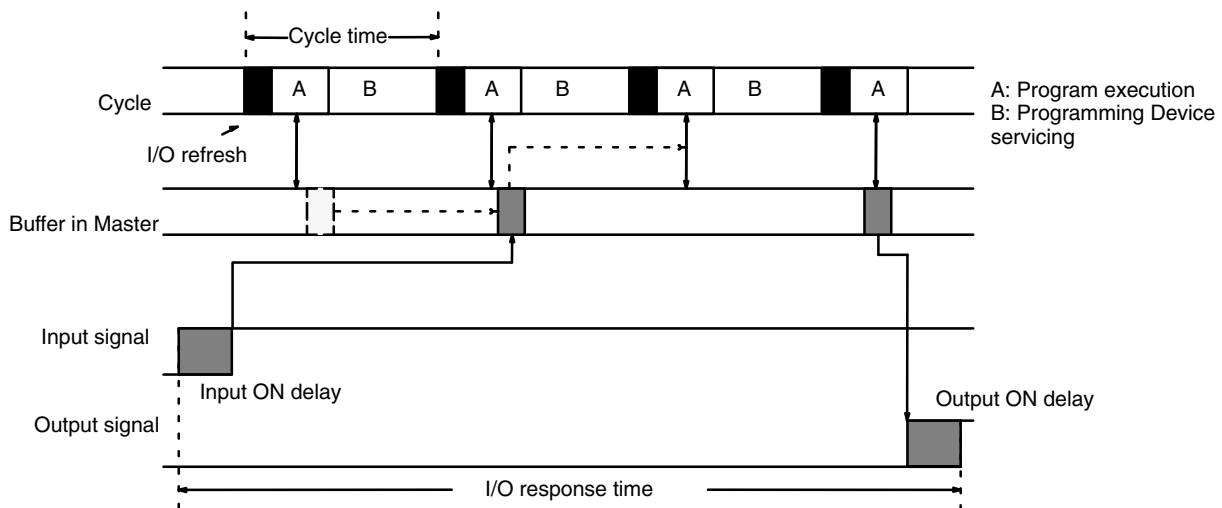 Cycle time
A B A B A B A
Cycle
A: Program execution
B: Programming Device
servicing
I/O refresh
Buffer in Master
Input signal
Input ON delay
Output ON delay
Output signal
I/O response time